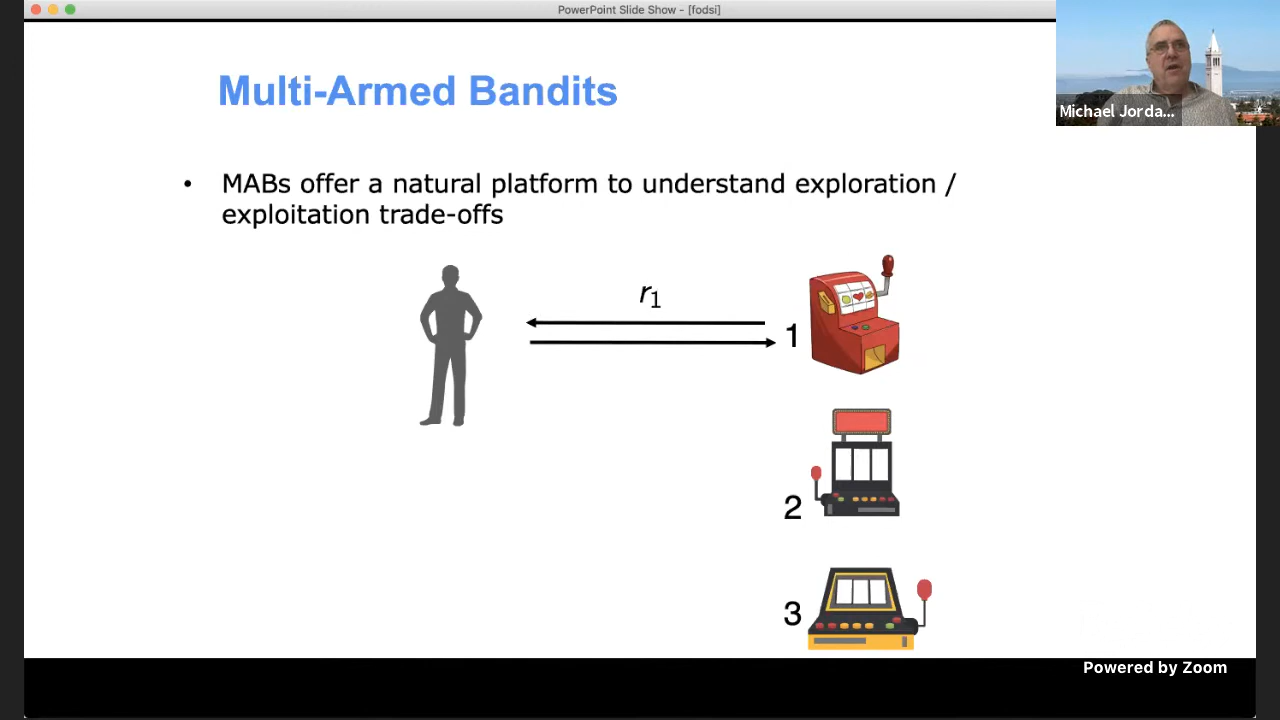 PowerPoint Slide Show - [fodsi]
Multi-Armed Bandits
Michael Jorda...
• MABs offer a natural platform to understand exploration /
exploitation trade-offs
r1
1
2
3
Powered by Zoom